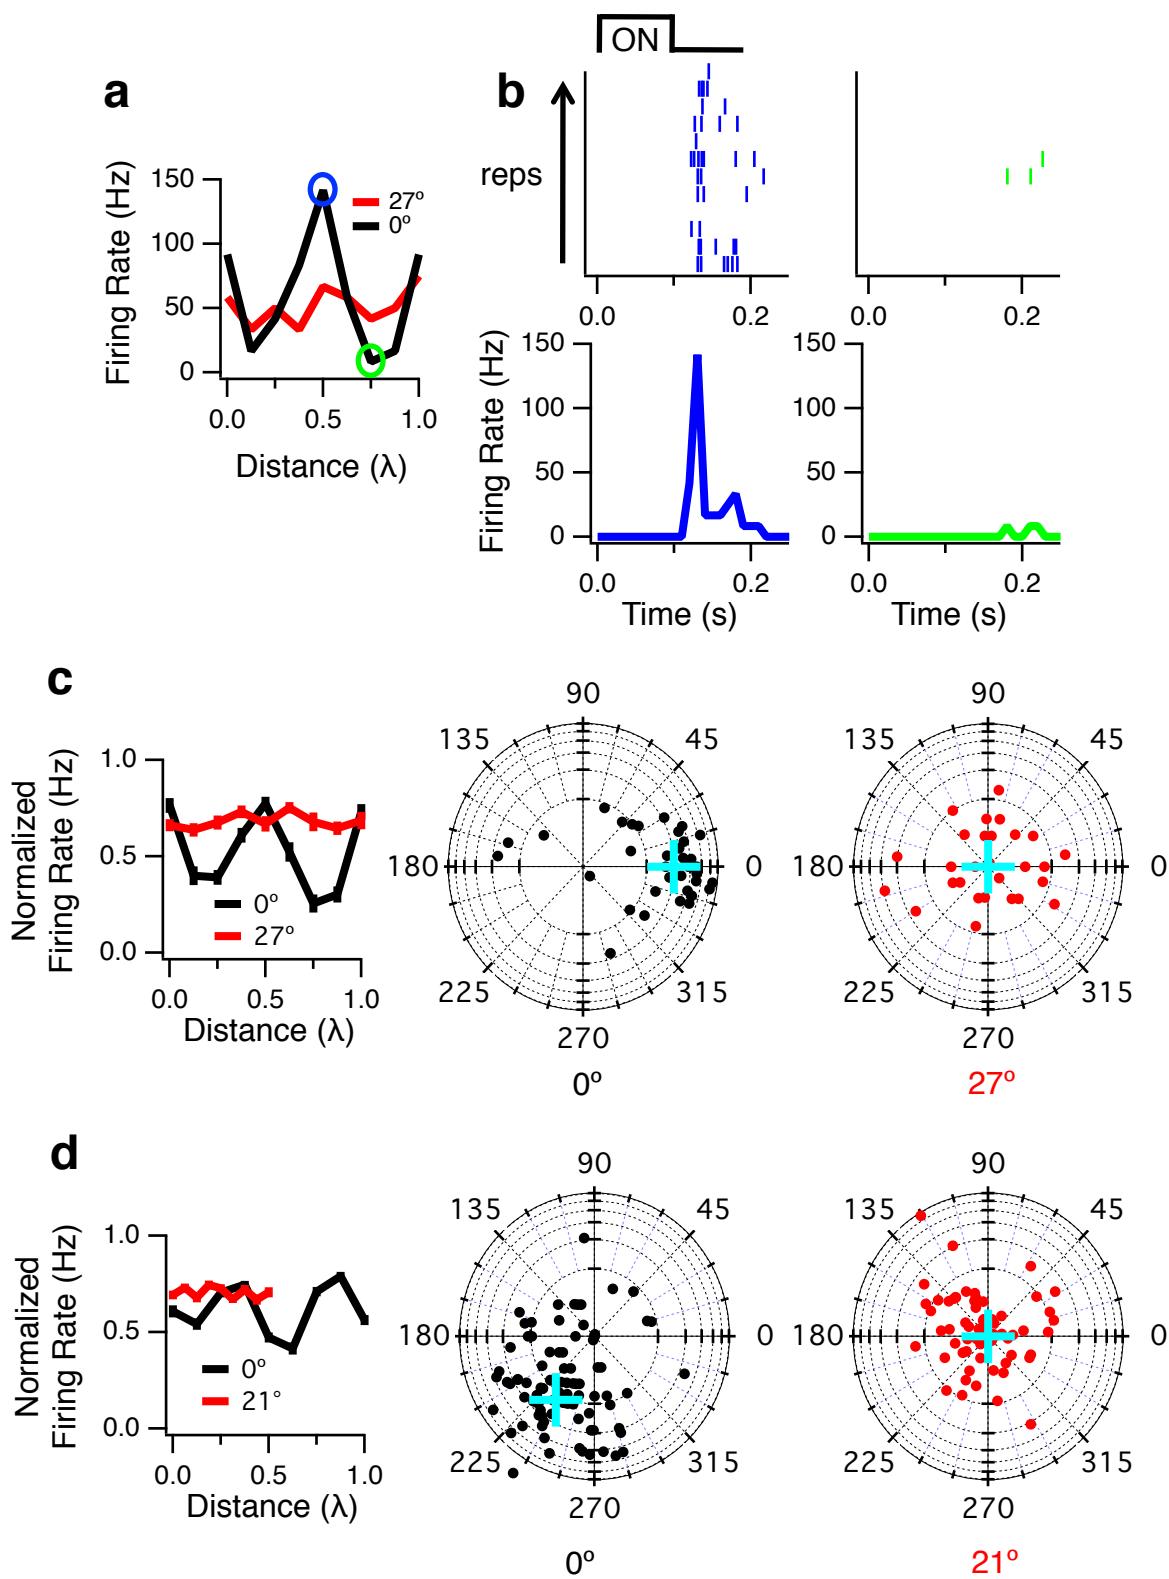 a
Firing Rate (Hz)
150
100
50
0
27º
0º
0.0
0.5
1.0
Distance (λ)
b
ON
reps
0.0
0.2
0.0
0.2
Firing Rate (Hz)
150
100
50
0
0.0
0.2
Time (s)
150
100
50
0
0.0
0.2
Time (s)
c
Normalized
Firing Rate (Hz)
1.0
0.5
0.0
0º
27º
0.0
0.5
1.0
Distance (λ)
90
135
45
180
0
225
315
270
0º
90
135
45
180
0
225
315
270
27º
d
Normalized
Firing Rate (Hz)
1.0
0.5
0.0
0º
21°
0.0
0.5
1.0
Distance (λ)
90
135
45
180
0
225
315
270
0º
90
135
45
180
0
225
315
270
21º